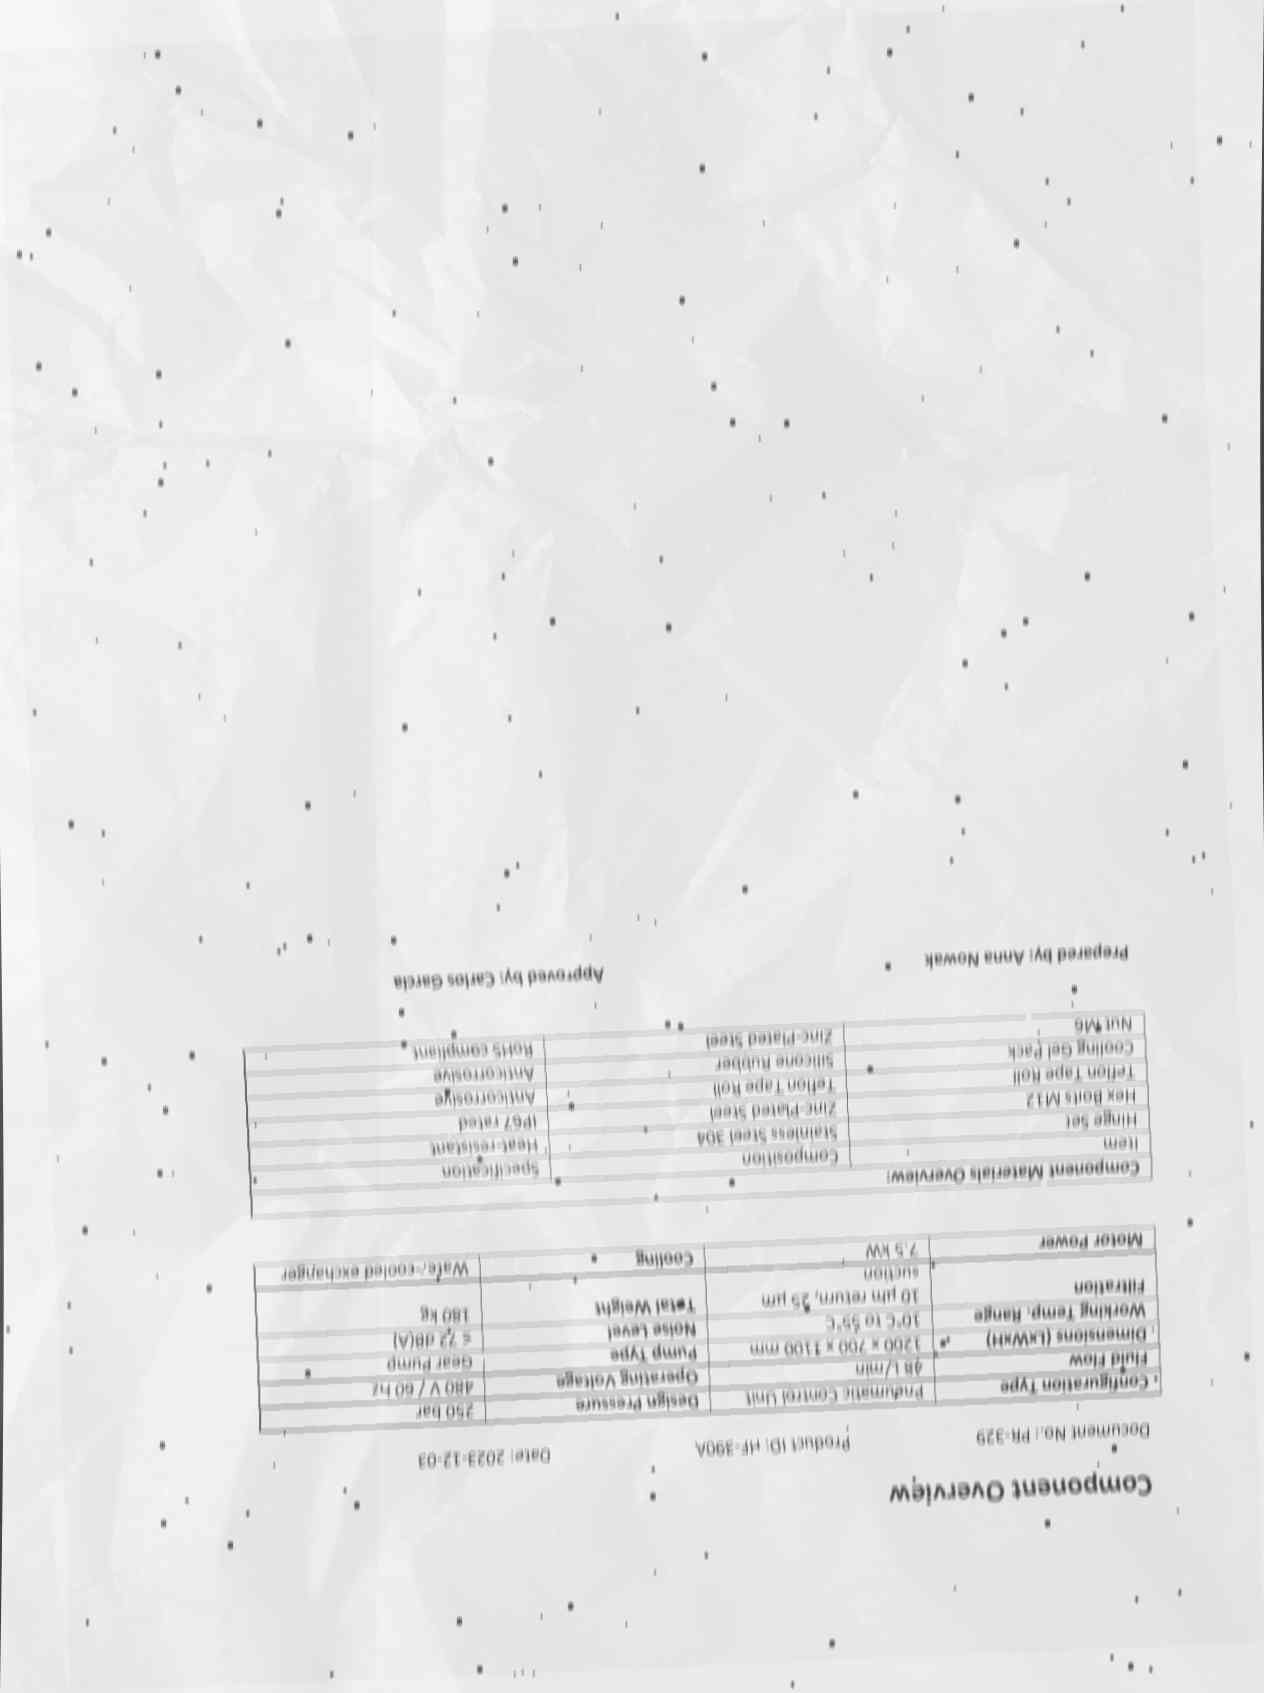 Component Overview
Document No.: PR-329 Product ID: HF-390A Date: 2023-12-03
Configuration Type Pneumatic Control Unit Design Pressure 250 bar
Fluid Flow 48 l/min Operating Voltage 480 V / 60 hz
Dimensions (LxWxH) 1200 x 700 x 1100 mm Pump Type Gear Pump
Working Temp. Range 10°C to 55°C Noise Level ≤ 72 dB(A)
Filtration 10 µm return, 25 µm Total Weight 180 kg
suction
Motor Power 7.5 kW Cooling Water-cooled exchanger
Component Materials Overview:
Item Composition Specification
Hinge Set Stainless Steel 304 Heat-resistant
Hex Bolts M12 Zinc-Plated Steel IP67 rated
Teflon Tape Roll Teflon Tape Roll Anticorrosive
Cooling Gel Pack Silicone Rubber Anticorrosive
Nut M6 Zinc-Plated Steel RoHS compliant
Prepared by: Anna Nowak Approved by: Carlos Garcia